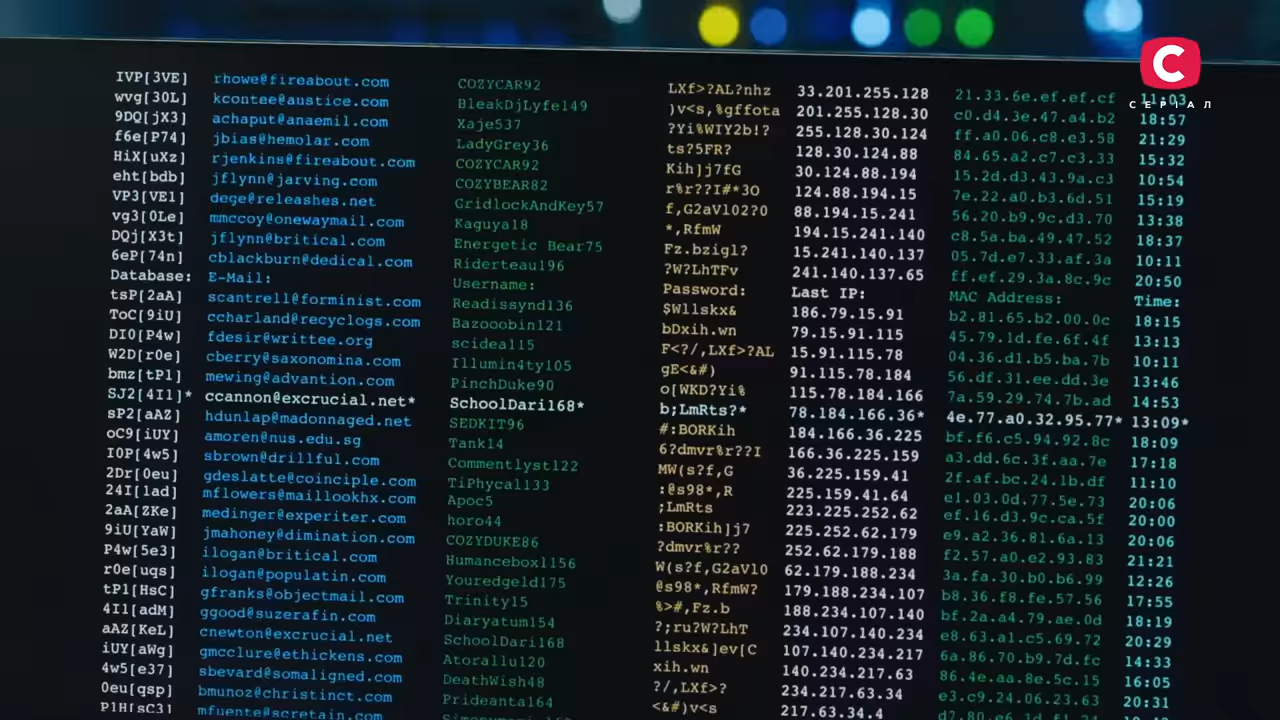 C
СЕРІАЛ
IVP[3VE] rhowe@fireabout.com COZYCAR92 LXf>?AL?nhz 33.201.255.128 21.33.6e.ef.ef.cf 11:03
wvg[30L] kcontee@austice.com BleakDjLyfe149 )v<s,%gffota 201.255.128.30 c0.d4.3e.47.a4.b2 18:57
9DQ[jX3] achaput@anaemil.com Xaje537 ?Yi%WIY2b!? 255.128.30.124 ff.a0.06.c8.e3.58 21:29
f6e[P74] jbias@hemolar.com LadyGrey36 ts?5FR? 128.30.124.88 84.65.a2.c7.c3.33 15:32
HiX[uXz] rjenkins@fireabout.com COZYCAR92 Kih]j7fG 30.124.88.194 15.2d.d3.43.9a.c3 10:54
eht[bdb] jflynn@jarving.com COZYBEAR82 r%r??I#*3O 124.88.194.15 7e.22.a0.b3.6d.51 15:19
VP3[VE1] dege@releashes.net GridlockAndKey57 f,G2aVl02?0 88.194.15.241 56.20.b9.9c.d3.70 13:38
vg3[0Le] mmccoy@onewaymail.com Kaguya18 *,RfmW 194.15.241.140 c8.5a.ba.49.47.52 18:37
DQj[X3t] jflynn@britical.com Energetic Bear75 Fz.bzigl? 15.241.140.137 05.7d.e7.33.af.3a 10:11
6eP[74n] cblackburn@dedical.com Riderteau196 ?W?LhTFv 241.140.137.65 ff.ef.29.3a.8c.9c 20:50
Database: E-Mail: Username: Password: Last IP: MAC Address: Time:
tsP[2aA] scantrell@forminist.com Readissynd136 $Wllskx& 186.79.15.91 b2.81.65.b2.00.0c 18:15
ToC[9iU] ccharland@recyclogs.com Bazooobin121 bDxih.wn 79.15.91.115 45.79.1d.fe.6f.4f 13:13
DI0[P4w] fdesir@writtee.org scidea115 F<?/,LXf>?AL 15.91.115.78 04.36.d1.b5.ba.7b 10:11
W2D[r0e] cberry@saxonomina.com Illumin4ty105 gE<&#) 91.115.78.184 56.df.31.ee.dd.3e 13:46
bmz[tP1] mewing@advantion.com PinchDuke90 o[WKD?Yi% 115.78.184.166 7a.59.29.74.7b.ad 14:53
SJ2[4I1]* ccannon@excrucial.net* SchoolDari168* b;LmRts?* 78.184.166.36* 4e.77.a0.32.95.77* 13:09*
sP2[aAZ] hdunlap@madonnaged.net SEDKIT96 #:BORKih 184.166.36.225 bf.f6.c5.94.92.8c 18:09
oC9[iUY] amoren@nus.edu.sg Tank14 6?dmvr%r??I 166.36.225.159 a3.dd.6c.3f.aa.7e 17:18
I0P[4w5] sbrown@drillful.com Commentlyst122 MW(s?f,G 36.225.159.41 2f.af.bc.24.1b.df 11:10
2Dr[0eu] gdeslatte@coinciple.com TiPhycal133 :@s98*,R 225.159.41.64 e1.03.0d.77.5e.73 20:06
24I[1ad] mflowers@maillookhx.com Apoc5 ;LmRts 223.225.252.62 ef.16.d3.9c.ca.5f 20:00
2aA[ZKe] medinger@experiter.com horo44 :BORKih]j7 225.252.62.179 e9.a2.36.81.6a.13 20:06
9iU[YaW] jmahoney@dimination.com COZYDUKE86 ?dmvr%r?? 252.62.179.188 f2.57.a0.e2.93.83 21:21
P4w[5e3] ilogan@britical.com Humancebox1156 W(s?f,G2aVl0 62.179.188.234 3a.fa.30.b0.b6.99 12:26
r0e[uqs] ilogan@populatin.com Youredgeld175 @s98*,RfmW? 179.188.234.107 b8.36.f8.fe.57.56 17:55
tP1[HsC] gfranks@objectmail.com Trinity15 %>#,Fz.b 188.234.107.140 bf.2a.a4.79.ae.0d 18:19
4I1[adM] ggood@suzerafin.com Diaryatum154 ?;ru?W?LhT 234.107.140.234 e8.63.a1.c5.69.72 20:29
aAZ[KeL] cnewton@excrucial.net SchoolDari168 llskx&]ev[C 107.140.234.217 6a.86.70.b9.7d.fc 14:33
iUY[aWg] gmcclure@ethickens.com Atorallu120 xih.wn 140.234.217.63 86.4e.aa.8e.5c.15 16:05
4w5[e37] sbevard@somaligned.com DeathWish48 ?/,LXf>? 234.217.63.34 e3.c9.24.06.23.63 20:31
0eu[qsp] bmunoz@christinct.com Prideanta164 <&#)v<s 217.63.34.4
P1H[sC3] mfuente@scretain.com